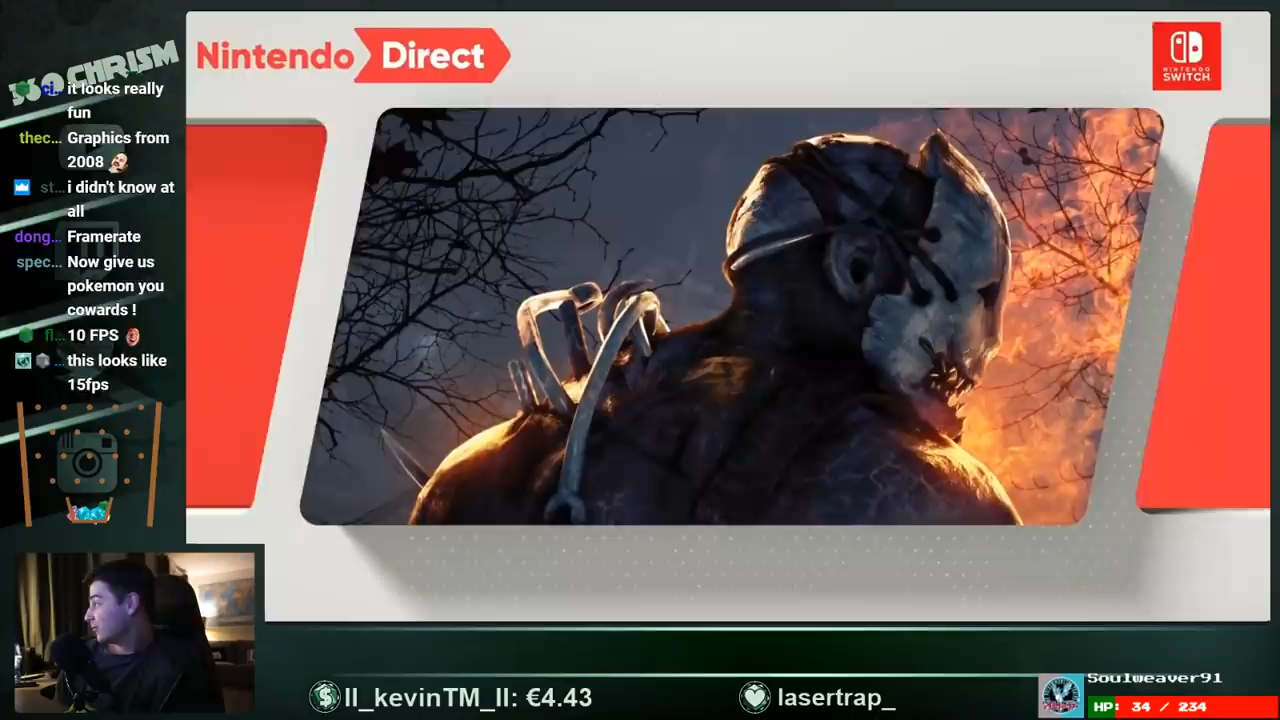 Nintendo Direct
NINTENDO
SWITCH
360CHRISM
ci... it looks really
fun
thec... Graphics from
2008
st... i didn't know at
all
dong... Framerate
spec... Now give us
pokemon you
cowards !
fl... 10 FPS
... this looks like
15fps
ll_kevinTM_ll: €4.43
lasertrap_
Soulweaver91
HP: 34 / 234